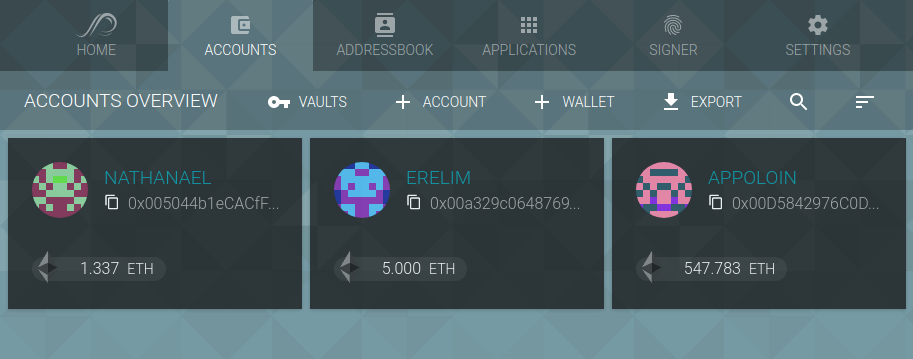 HOME ACCOUNTS ADDRESSBOOK APPLICATIONS SIGNER SETTINGS
ACCOUNTS OVERVIEW VAULTS ACCOUNT WALLET EXPORT
NATHANAEL ERELIM APPOLOIN
0x005044b1eCACfF... 0x00a329c0648769... 0x00D5842976C0D...
1.337 ETH 5.000 ETH 547.783 ETH